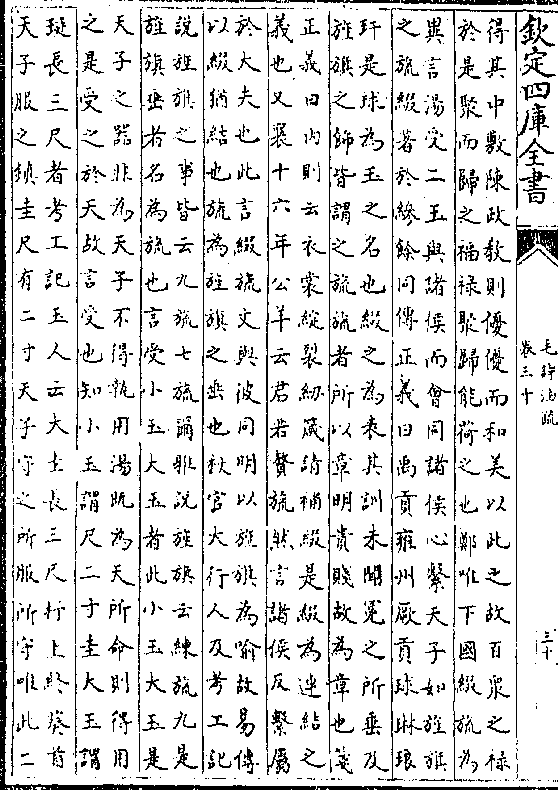 欽定四庫全書
毛詩注疏
卷三十
三十
得其中敷陳政教則優優而和美以此之故百衆之祿
於是聚而歸之福祿聚歸能荷之也鄭唯下國綴旒為
異言湯受二玉與諸侯而會同諸侯心繫天子如旌旗
之旒綴著於縿餘同傳正義曰禹貢雍州厥貢球琳琅
玕是球為玉之名也綴之為表其訓未聞冕之所垂及
旌旗之飾皆謂之旒旒者所以章明貴賤故為章也箋
正義曰内則云衣裳綻裂紉箴請補綴是綴為連結之
義也又襄十六年公羊云君若贅旒然言諸侯反繫屬
於大夫也此言綴旒文與彼同明以旌旗為喻故易傳
以綴猶結也旒為旌旗之垂也秋官大行人及考工記
說旌旗之事皆云九旒七旒爾雅說旌旗云練旒九是
旌旗垂者名為旒也言受小玉大玉者此小玉大玉是
天子之器非為天子不得執用湯既為天所命則得用
之是受之於天故言受也知小玉謂尺二寸圭大玉謂
珽長三尺者考工記玉人云大圭長三尺杼上終葵首
天子服之鎮圭尺有二寸天子守之所服所守唯此二